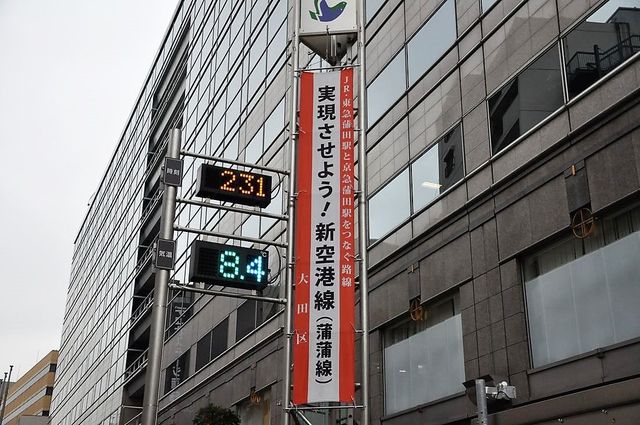 JR・東急蒲田駅と京急蒲田駅をつなぐ路線
実現させよう！新空港線（蒲蒲線）
大田区
時刻
231
気温
8.4
℃